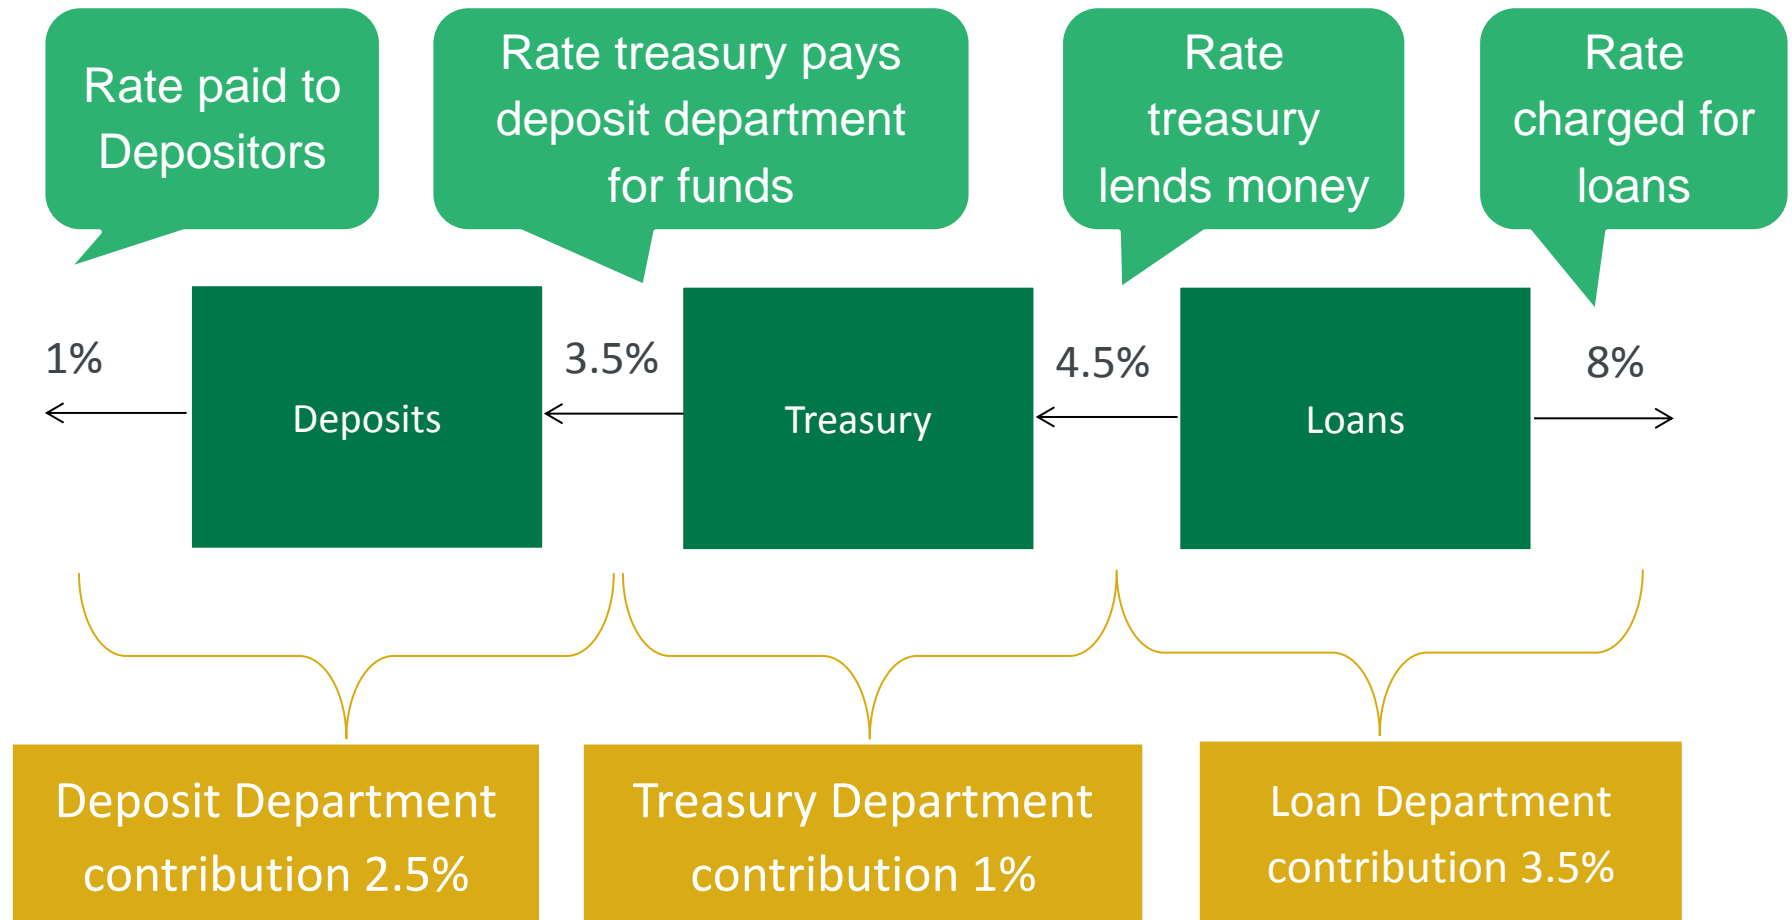 Rate paid to
Depositors
Rate treasury pays
deposit department
for funds
Rate
treasury
lends money
Rate
charged for
loans
1%
3.5%
4.5%
8%
Deposits
Treasury
Loans
Deposit Department
contribution 2.5%
Treasury Department
contribution 1%
Loan Department
contribution 3.5%